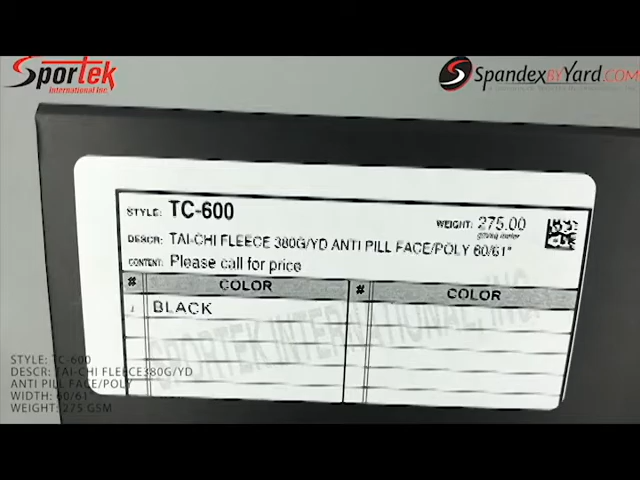 Sportek
International Inc.
SPANDEXBYYARD.COM
STYLE: TC-600
WEIGHT: 275.00
DESCR: TAI-CHI FLEECE 380G/YD ANTI PILL FACE/POLY 60/61"
CONTENT: Please call for price
# COLOR # COLOR
1 BLACK
SPORTEK INTERNATIONAL, INC.
STYLE: TC-600
DESCR: TAI-CHI FLEECE380G/YD
ANTI PILL FACE/POLY
WIDTH: 60/61"
WEIGHT: 275 GSM